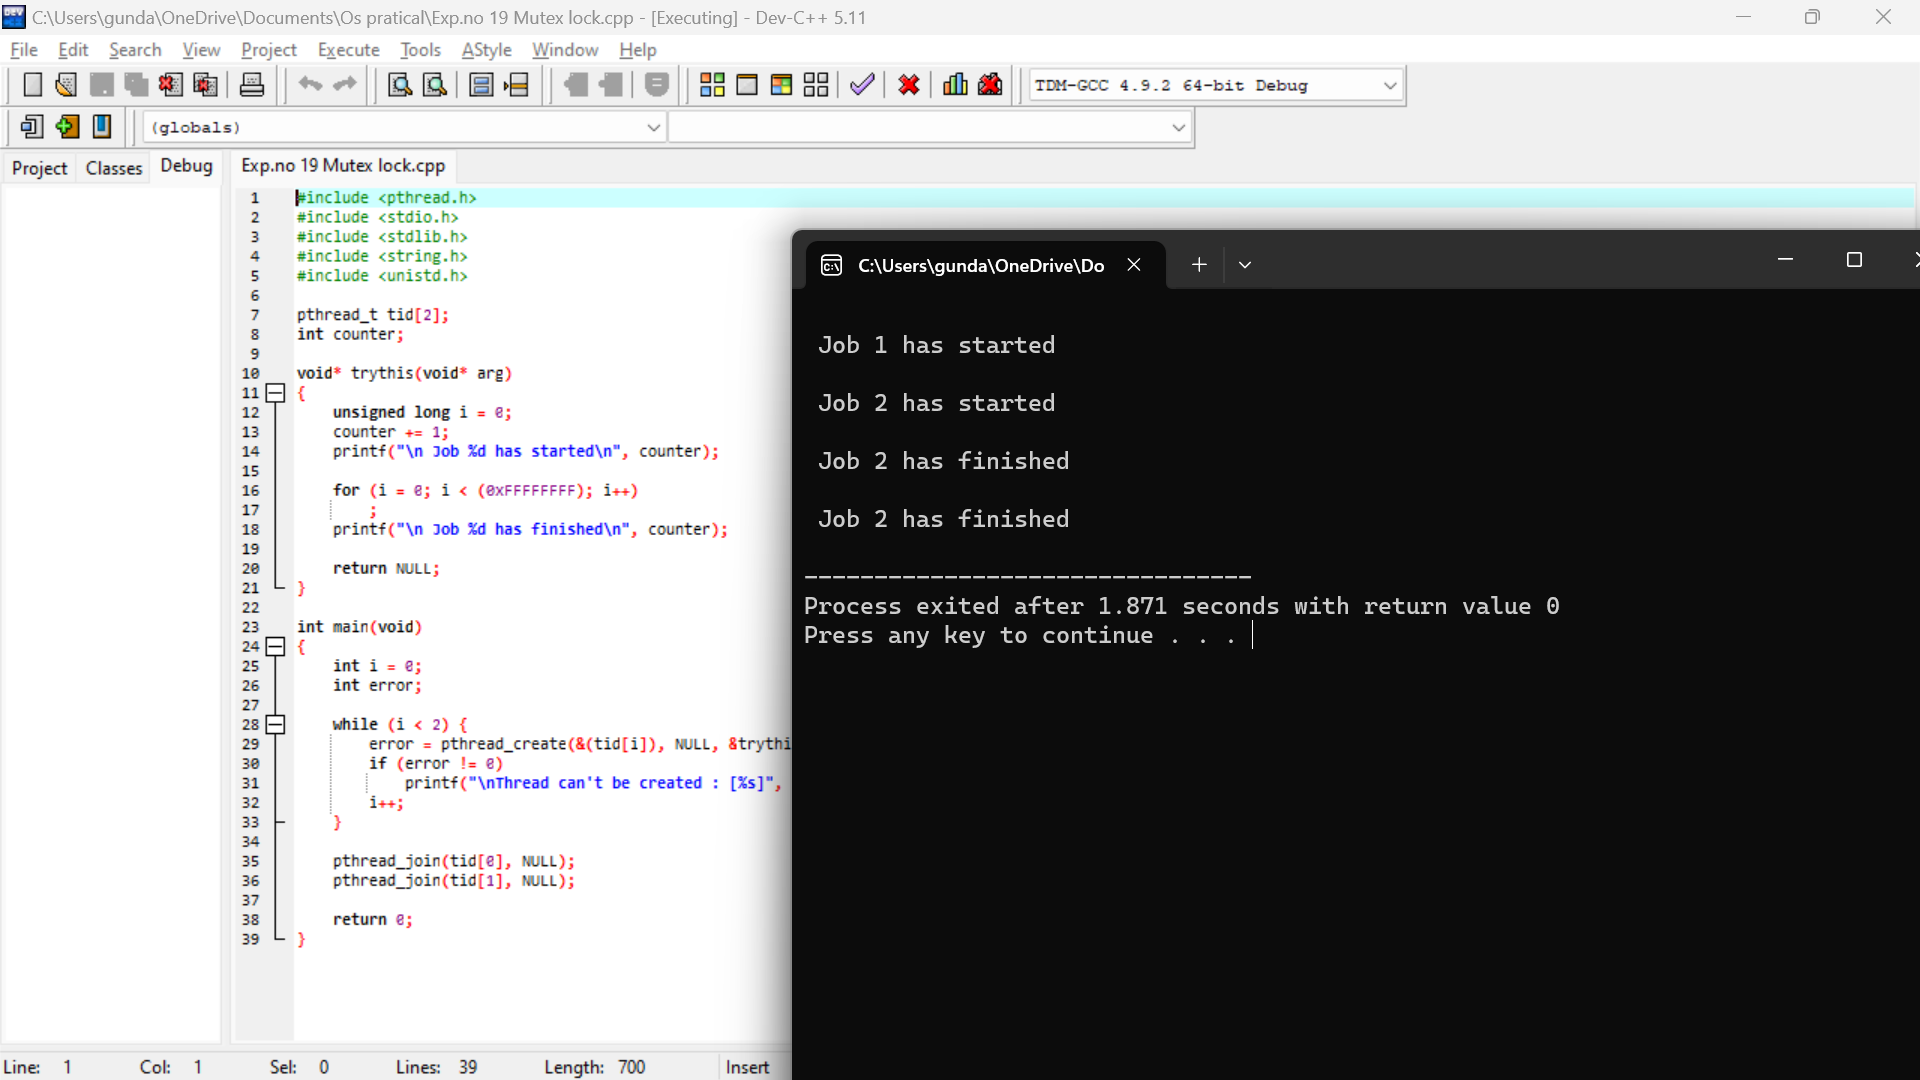 C:\Users\gunda\OneDrive\Documents\Os pratical\Exp.no 19 Mutex lock.cpp - [Executing] - Dev-C++ 5.11
File Edit Search View Project Execute Tools AStyle Window Help
TDM-GCC 4.9.2 64-bit Debug
(globals)
Project Classes Debug
Exp.no 19 Mutex lock.cpp
1 #include <pthread.h>
2 #include <stdio.h>
3 #include <stdlib.h>
4 #include <string.h>
5 #include <unistd.h>
6
7 pthread_t tid[2];
8 int counter;
9
10 void* trythis(void* arg)
11 {
12 unsigned long i = 0;
13 counter += 1;
14 printf("\n Job %d has started\n", counter);
15
16 for (i = 0; i < (0xFFFFFFFF); i++)
17 ;
18 printf("\n Job %d has finished\n", counter);
19
20 return NULL;
21 }
22
23 int main(void)
24 {
25 int i = 0;
26 int error;
27
28 while (i < 2) {
29 error = pthread_create(&(tid[i]), NULL, &trythi
30 if (error != 0)
31 printf("\nThread can't be created : [%s]",
32 i++;
33 }
34
35 pthread_join(tid[0], NULL);
36 pthread_join(tid[1], NULL);
37
38 return 0;
39 }
C:\Users\gunda\OneDrive\Do
Job 1 has started
Job 2 has started
Job 2 has finished
Job 2 has finished
--------------------------------
Process exited after 1.871 seconds with return value 0
Press any key to continue . . .
Line: 1 Col: 1 Sel: 0 Lines: 39 Length: 700 Insert